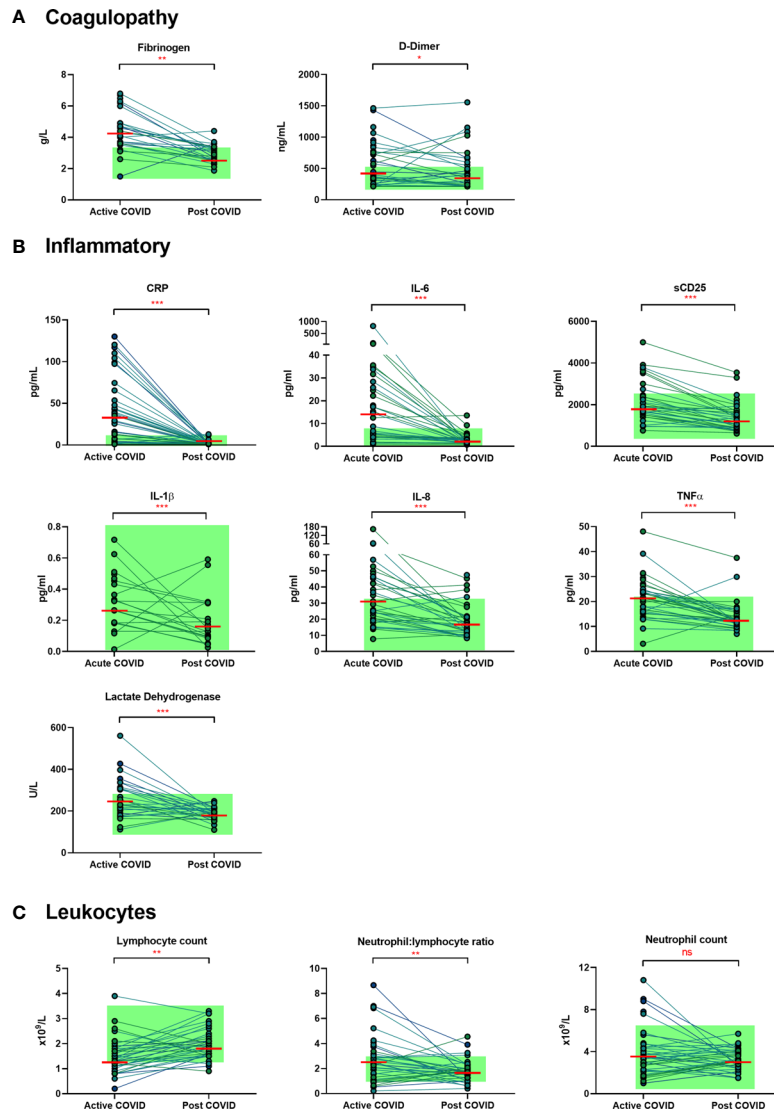 A Coagulopathy
Fibrinogen
**
8
6
4
2
0
g/L
Active COVID Post COVID
D-Dimer
*
2000
1500
1000
500
0
ng/mL
Active COVID Post COVID
B Inflammatory
CRP
***
150
100
50
0
pg/mL
Active COVID Post COVID
IL-6
***
1000
500
40
30
20
10
0
pg/mL
Acute COVID Post COVID
sCD25
***
6000
4000
2000
0
pg/mL
Acute COVID Post COVID
IL-1β
***
0.8
0.6
0.4
0.2
0.0
pg/ml
Acute COVID Post COVID
IL-8
***
180
120
60
60
50
40
30
20
10
0
pg/ml
Acute COVID Post COVID
TNFα
***
50
40
30
20
10
0
pg/ml
Acute COVID Post COVID
Lactate Dehydrogenase
***
600
400
200
0
U/L
Active COVID Post COVID
C Leukocytes
Lymphocyte count
**
5
4
3
2
1
0
x10⁹/L
Active COVID Post COVID
Neutrophil:lymphocyte ratio
**
10
8
6
4
2
0
Active COVID Post COVID
Neutrophil count
ns
12
8
4
0
x10⁹/L
Active COVID Post COVID